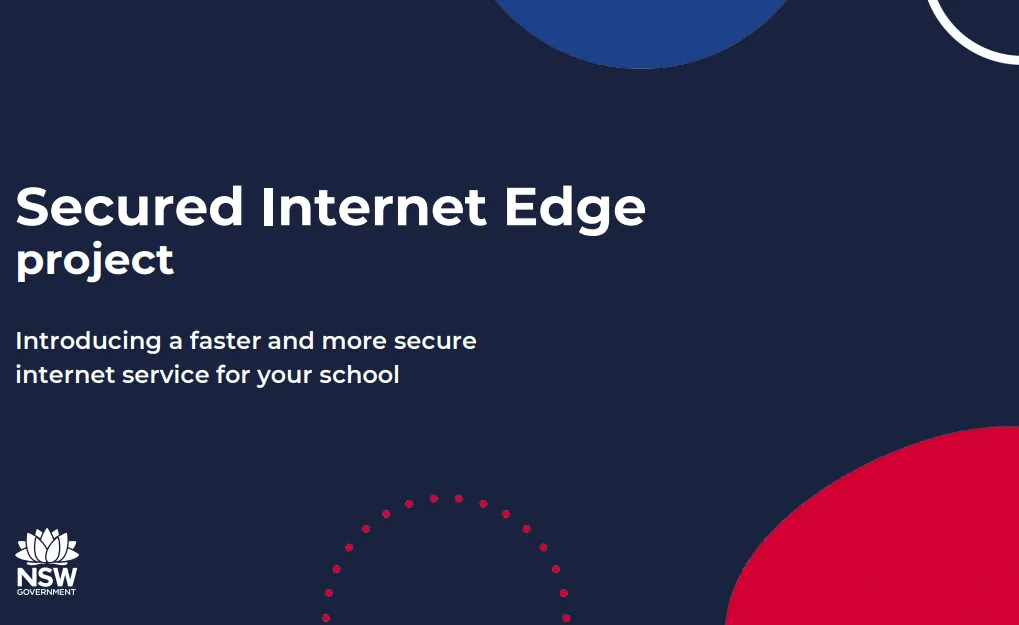 Secured Internet Edge
project
Introducing a faster and more secure
internet service for your school
NSW
GOVERNMENT